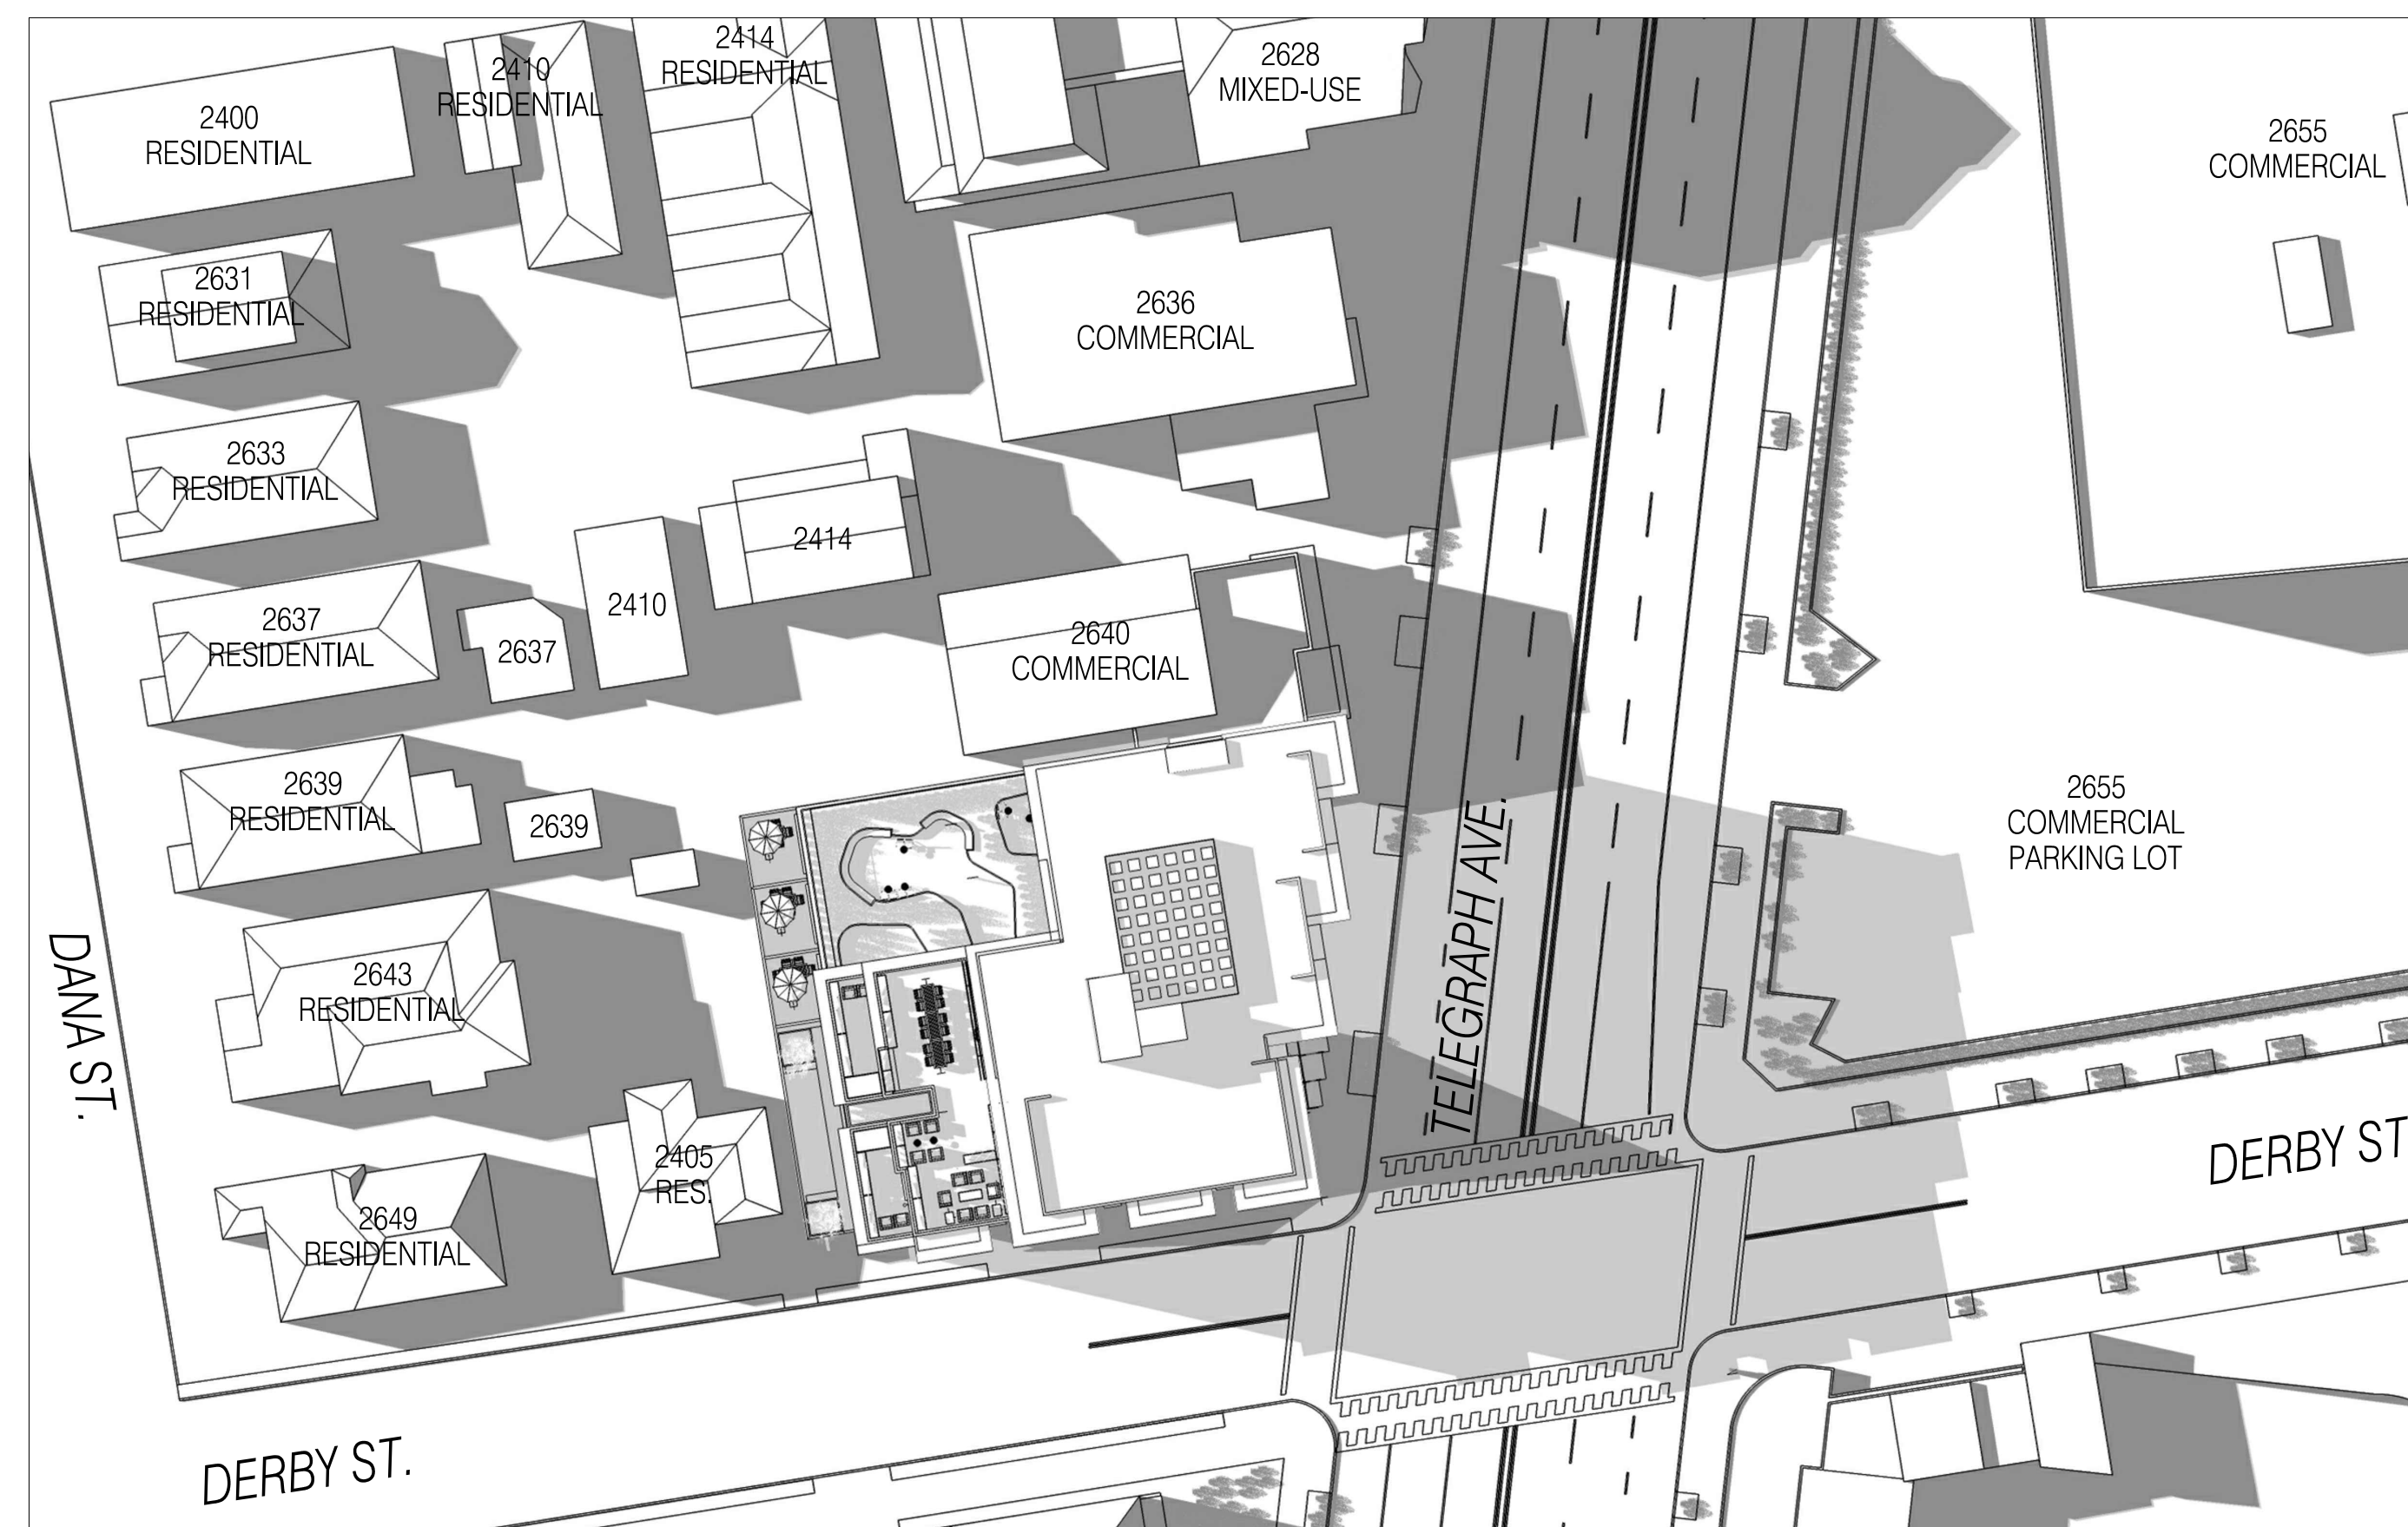 2414
RESIDENTIAL
2410
RESIDENTIAL
2400
RESIDENTIAL
2628
MIXED-USE
2655
COMMERCIAL
2631
RESIDENTIAL
2636
COMMERCIAL
2633
RESIDENTIAL
2414
2410
2637
RESIDENTIAL
2637
2640
COMMERCIAL
2639
RESIDENTIAL
2639
2655
COMMERCIAL
PARKING LOT
TELEGRAPH AVE.
DANA ST.
2643
RESIDENTIAL
2405
RES.
2649
RESIDENTIAL
DERBY ST
DERBY ST.